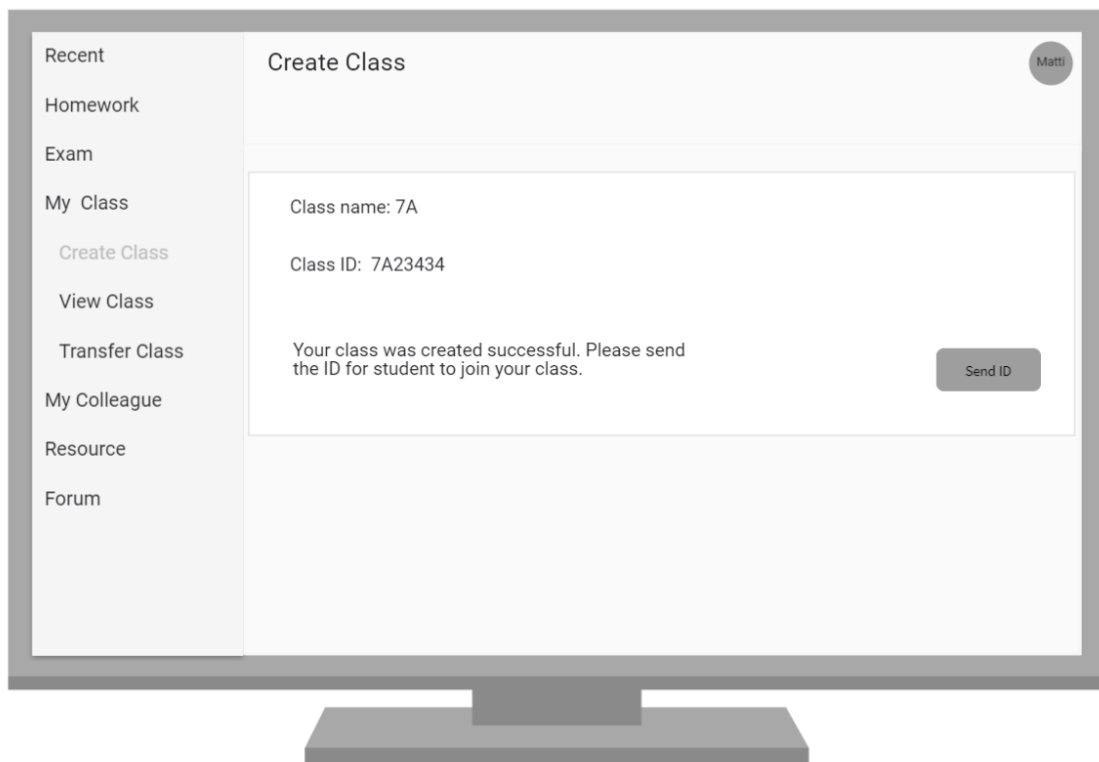 Recent
Homework
Exam
My Class
Create Class
View Class
Transfer Class
My Colleague
Resource
Forum
Create Class
Matti
Class name: 7A
Class ID: 7A23434
Your class was created successful. Please send
the ID for student to join your class.
Send ID